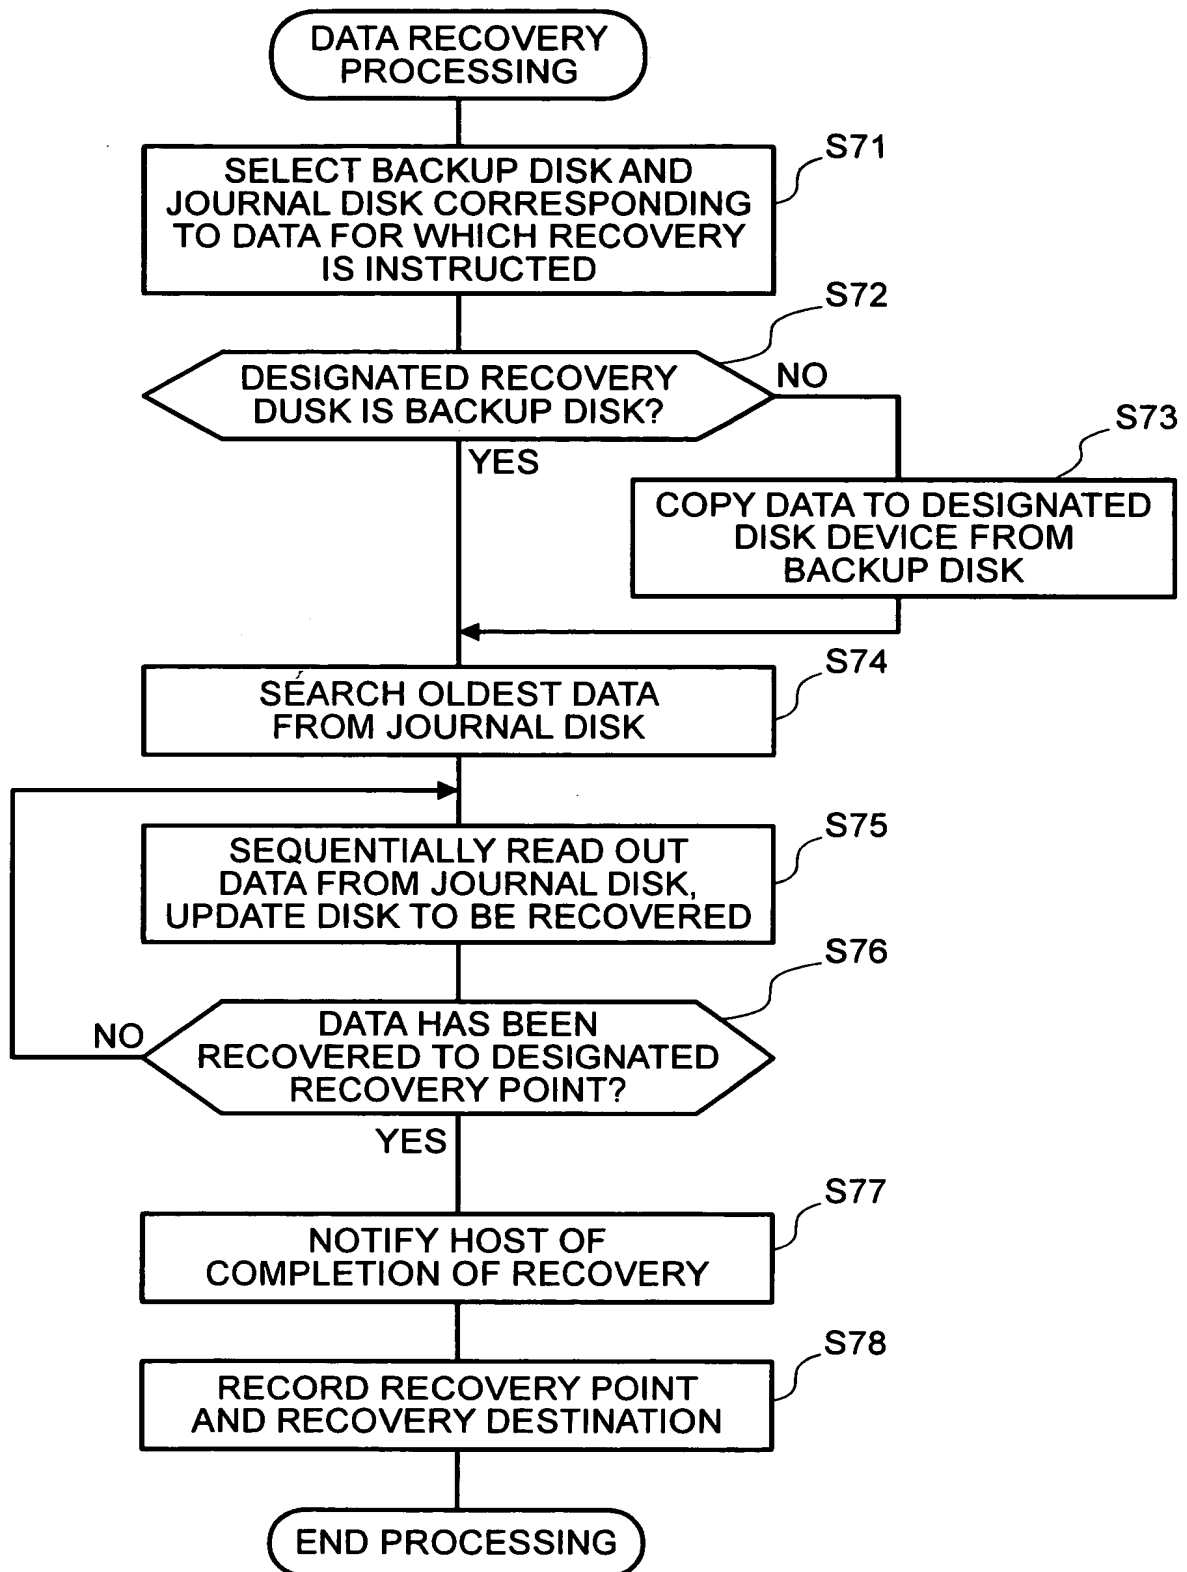 DATA RECOVERY
PROCESSING
S71
SELECT BACKUP DISK AND
JOURNAL DISK CORRESPONDING
TO DATA FOR WHICH RECOVERY
IS INSTRUCTED
S72
DESIGNATED RECOVERY
DUSK IS BACKUP DISK?
NO
YES
S73
COPY DATA TO DESIGNATED
DISK DEVICE FROM
BACKUP DISK
S74
SEARCH OLDEST DATA
FROM JOURNAL DISK
S75
SEQUENTIALLY READ OUT
DATA FROM JOURNAL DISK,
UPDATE DISK TO BE RECOVERED
S76
DATA HAS BEEN
RECOVERED TO DESIGNATED
RECOVERY POINT?
NO
YES
S77
NOTIFY HOST OF
COMPLETION OF RECOVERY
S78
RECORD RECOVERY POINT
AND RECOVERY DESTINATION
END PROCESSING